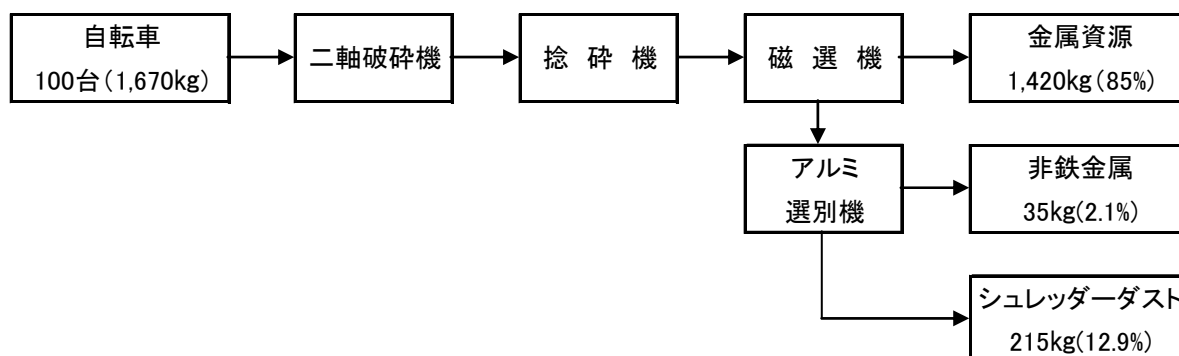 自転車
100台(1,670kg)
二軸破砕機
捻 砕 機
磁 選 機
金属資源
1,420kg(85%)
アルミ
選別機
非鉄金属
35kg(2.1%)
シュレッダーダスト
215kg(12.9%)